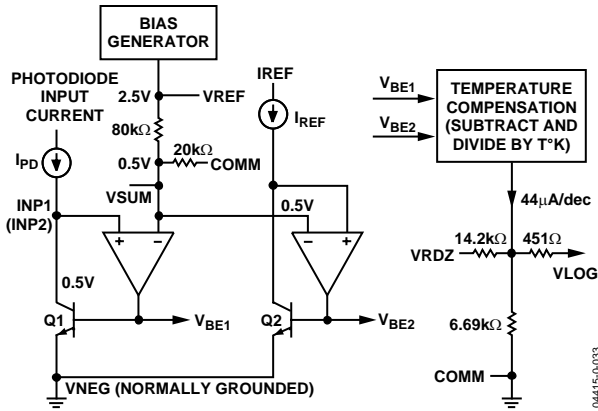 BIAS
GENERATOR
PHOTODIODE
INPUT
CURRENT
2.5V
VREF
IREF
I_REF
80kΩ
20kΩ
COMM
0.5V
VSUM
I_PD
INP1
(INP2)
0.5V
+
–
–
+
0.5V
Q1
V_BE1
Q2
V_BE2
VNEG (NORMALLY GROUNDED)
V_BE1
V_BE2
TEMPERATURE
COMPENSATION
(SUBTRACT AND
DIVIDE BY T°K)
44μA/dec
14.2kΩ
451Ω
VRDZ
VLOG
6.69kΩ
COMM
04415-0-033